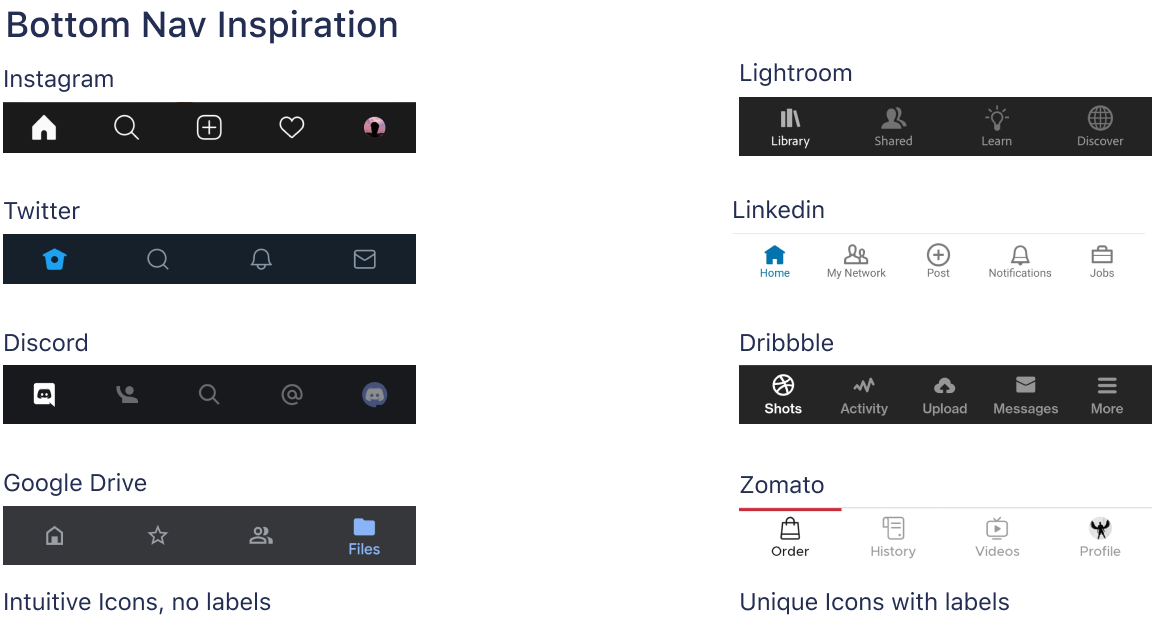 Bottom Nav Inspiration
Instagram
Twitter
Discord
Google Drive
Files
Intuitive Icons, no labels
Lightroom
Library Shared Learn Discover
Linkedin
Home My Network Post Notifications Jobs
Dribbble
Shots Activity Upload Messages More
Zomato
Order History Videos Profile
Unique Icons with labels